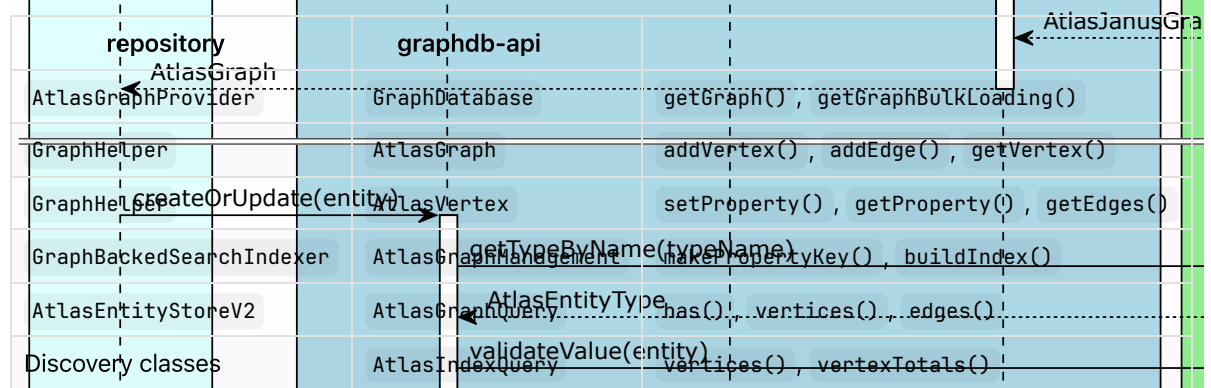 AtlasJanusGra
repository graphdb-api
AtlasGraph
AtlasGraphProvider GraphDatabase getGraph() , getGraphBulkLoading()
GraphHelper AtlasGraph addVertex() , addEdge() , getVertex()
createOrUpdate(entity)
GraphHelper AtlasVertex setProperty() , getProperty() , getEdges()
getTypeByName(typeName)
GraphBackedSearchIndexer AtlasGraphManagement makePropertyKey() , buildIndex()
AtlasEntityType
AtlasEntityStoreV2 AtlasGraphQuery has() , vertices() , edges()
validateValue(entity)
Discovery classes AtlasIndexQuery vertices() , vertexTotals()